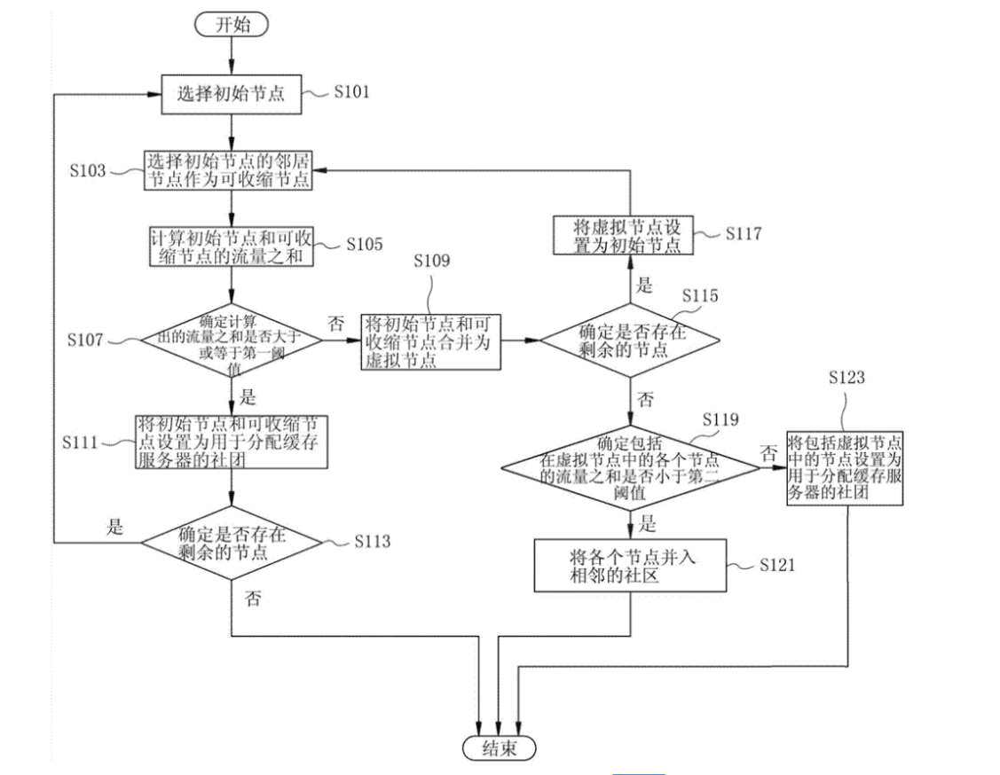 开始
选择初始节点
S101
S103
选择初始节点的邻居
节点作为可收缩节点
计算初始节点和可收
缩节点的流量之和
S105
S107
确定计算
出的流量之和是否大于
或等于第一阈
值
否
是
S109
将初始节点和可
收缩节点合并为
虚拟节点
S111
将初始节点和可收缩节
点设置为用于分配缓存
服务器的社团
是
确定是否存在
剩余的节点
S113
否
将虚拟节点设
置为初始节点
S117
是
S115
确定是否存在
剩余的节点
否
S119
确定包括
在虚拟节点中的各个节点
的流量之和是否小于第二
阈值
否
是
S123
将包括虚拟节点
中的节点设置为
用于分配缓存服
务器的社团
将各个节点并入
相邻的社区
S121
结束